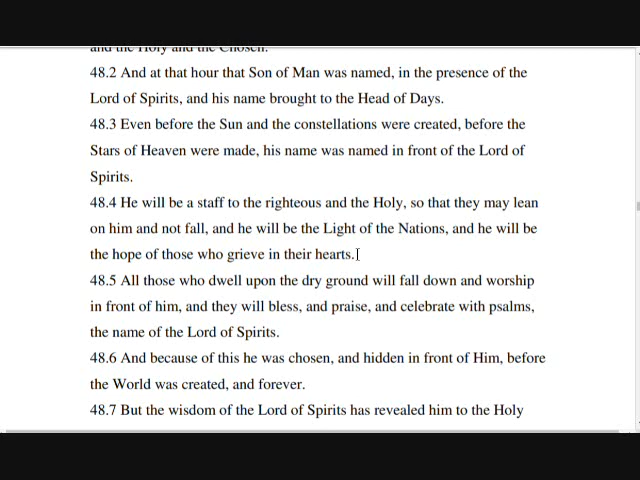 and the Holy and the Chosen.
48.2 And at that hour that Son of Man was named, in the presence of the
Lord of Spirits, and his name brought to the Head of Days.
48.3 Even before the Sun and the constellations were created, before the
Stars of Heaven were made, his name was named in front of the Lord of
Spirits.
48.4 He will be a staff to the righteous and the Holy, so that they may lean
on him and not fall, and he will be the Light of the Nations, and he will be
the hope of those who grieve in their hearts.
48.5 All those who dwell upon the dry ground will fall down and worship
in front of him, and they will bless, and praise, and celebrate with psalms,
the name of the Lord of Spirits.
48.6 And because of this he was chosen, and hidden in front of Him, before
the World was created, and forever.
48.7 But the wisdom of the Lord of Spirits has revealed him to the Holy